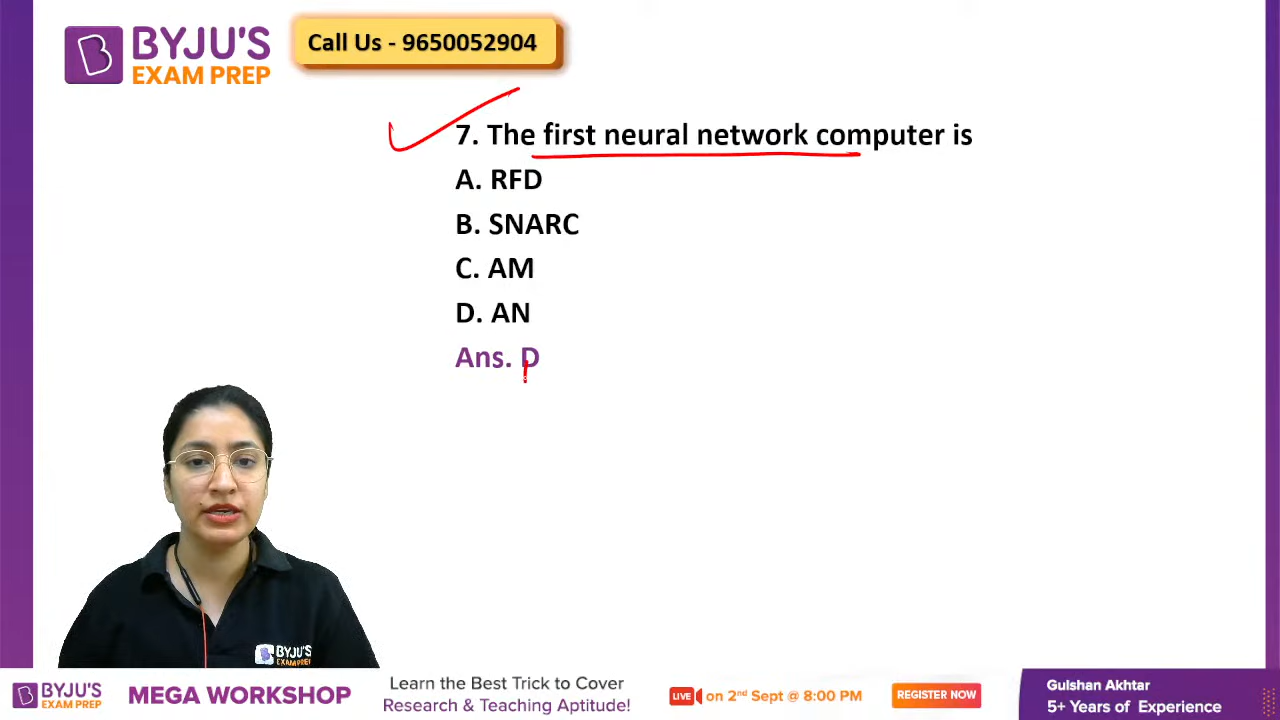 BYJU'S
EXAM PREP
Call Us - 9650052904
7. The first neural network computer is
A. RFD
B. SNARC
C. AM
D. AN
Ans. D
BYJU'S
EXAM PREP
BYJU'S
EXAM PREP
MEGA WORKSHOP
Learn the Best Trick to Cover
Research & Teaching Aptitude!
LIVE on 2nd Sept @ 8:00 PM
REGISTER NOW
Gulshan Akhtar
5+ Years of Experience